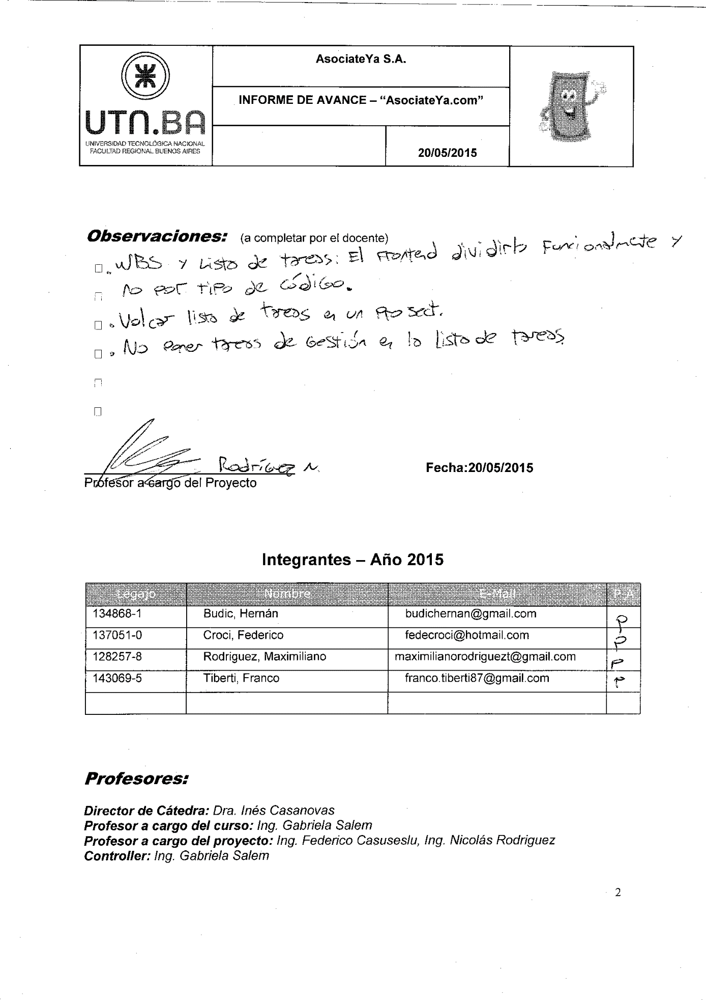 AsociateYa S.A.
INFORME DE AVANCE – “AsociateYa.com”
UTN.BA
UNIVERSIDAD TECNOLÓGICA NACIONAL
FACULTAD REGIONAL BUENOS AIRES
20/05/2015
Observaciones: (a completar por el docente)
• WBS y Lista de tareas: El Frontend dividirlo Funcionalmente y
no por tipo de código.
• Volcar lista de tareas en un Project.
• No poner tareas de Gestión en la lista de tareas
Rodríguez N.
Fecha:20/05/2015
Profesor a cargo del Proyecto
Integrantes – Año 2015
Legajo Nombre E-Mail P-A
134868-1 Budic, Hernán budichernan@gmail.com P
137051-0 Croci, Federico fedecroci@hotmail.com P
128257-8 Rodriguez, Maximiliano maximilianorodriguezt@gmail.com P
143069-5 Tiberti, Franco franco.tiberti87@gmail.com P
Profesores:
Director de Cátedra: Dra. Inés Casanovas
Profesor a cargo del curso: Ing. Gabriela Salem
Profesor a cargo del proyecto: Ing. Federico Casuseslu, Ing. Nicolás Rodriguez
Controller: Ing. Gabriela Salem
2